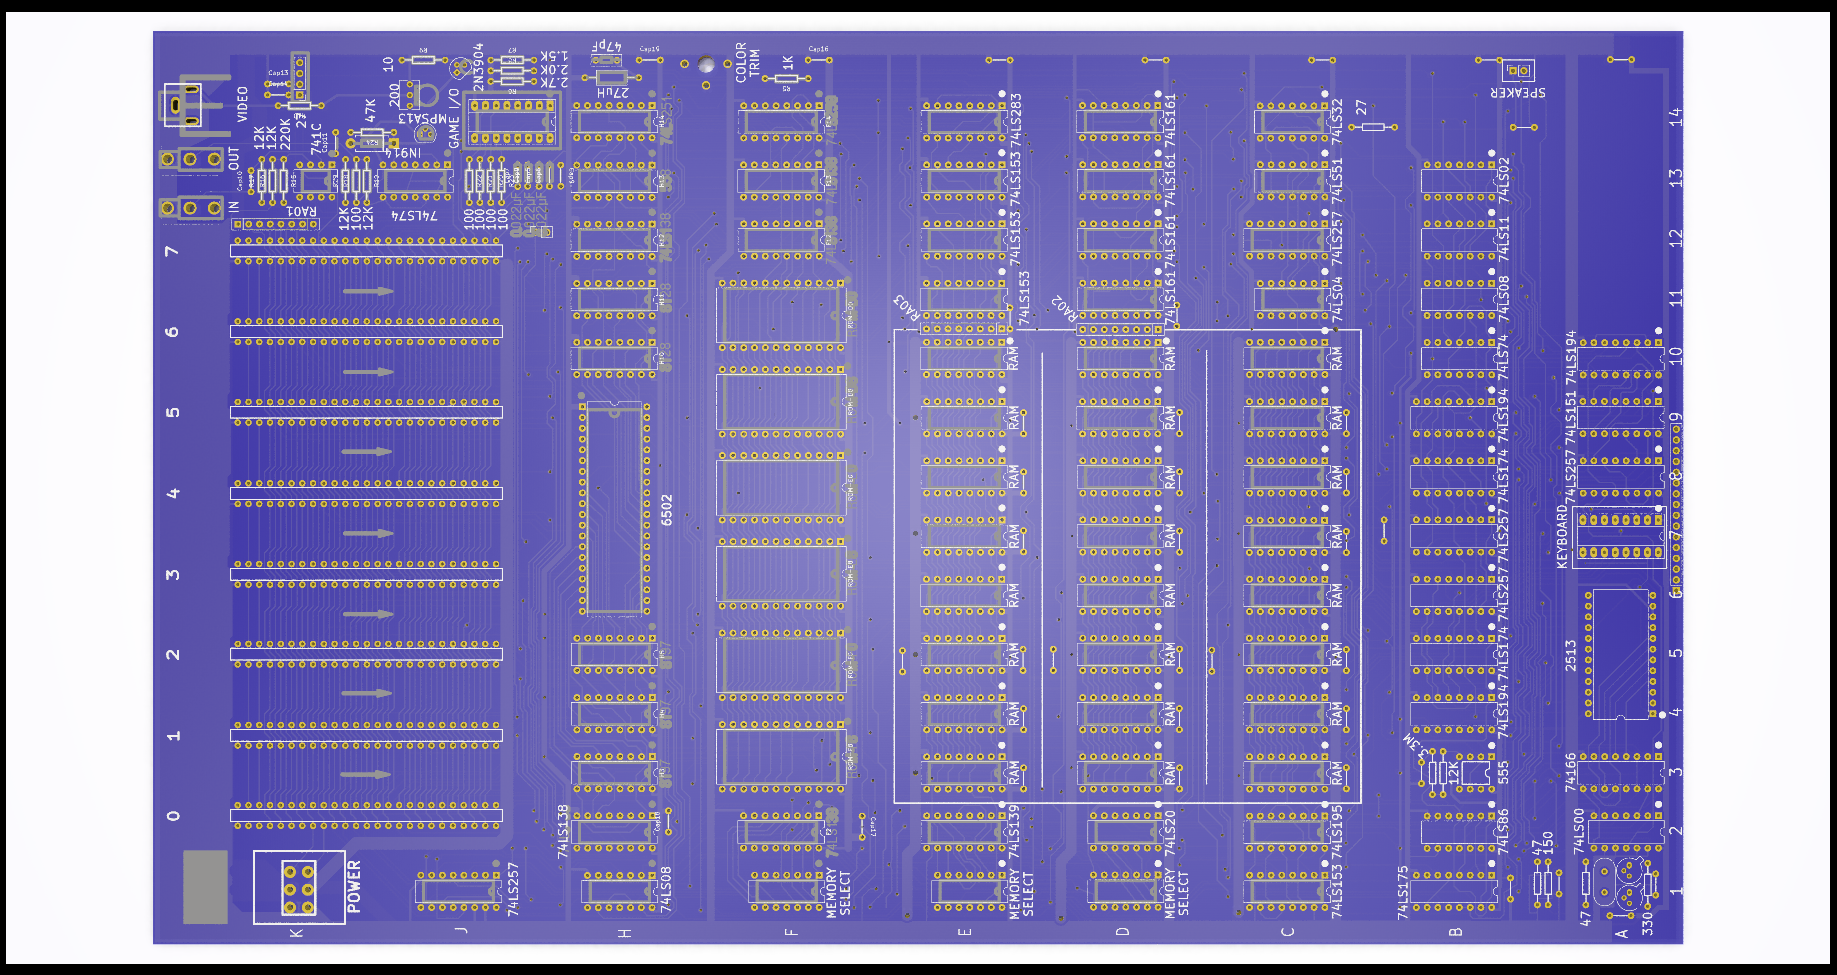 VIDEO
OUT
IN
Cap13
10
200
47K
12K
12K
220K
741C
IN914
MPSA13
2N3904
GAME I/O
1.5K
2.0K
2.7K
47pF
27uH
Cap15
COLOR
TRIM
1K
Cap16
SPEAKER
27
RA01
12K
100
12K
74LS74
100
100
100
100
74LS283
74LS161
74LS32
14
74LS153
74LS161
74LS51
74LS02
13
74LS153
74LS161
74LS257
74LS11
12
RA03
74LS153
RA02
74LS161
74LS04
74LS08
11
7
6
5
4
3
2
1
0
RAM
RAM
RAM
74LS74
74LS194
10
RAM
RAM
RAM
74LS194
74LS151
9
RAM
RAM
RAM
74LS174
74LS257
8
6502
RAM
RAM
RAM
74LS257
KEYBOARD
7
RAM
RAM
RAM
74LS257
6
RAM
RAM
RAM
74LS174
2513
5
RAM
RAM
RAM
74LS194
4
RAM
RAM
RAM
3.3M
12K
555
74166
3
74LS138
Cap17
74LS139
74LS20
74LS195
74LS86
74LS00
2
POWER
74LS257
74LS08
MEMORY
SELECT
MEMORY
SELECT
MEMORY
SELECT
74LS153
74LS175
47
150
47
330
1
K
J
H
F
E
D
C
B
A